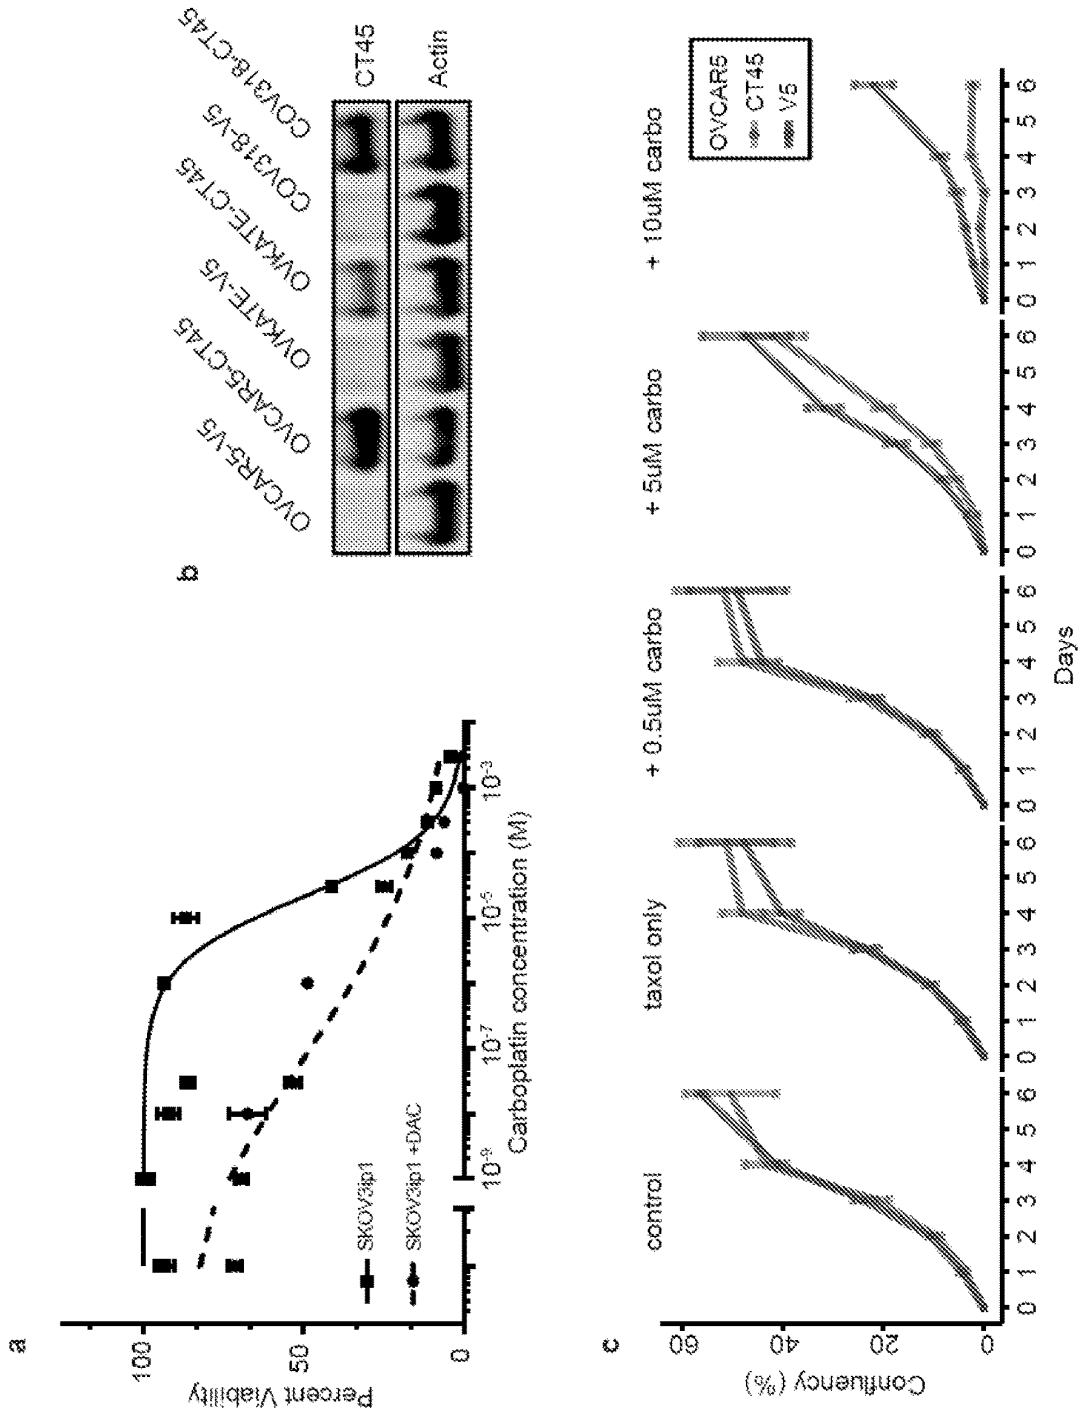 a
Percent Viability
100
50
0
SKOV3ip1
SKOV3ip1 +DAC
10-9
10-7
10-5
10-3
Carboplatin concentration (M)
b
OVCAR5-V5
OVCAR5-CT45
OVKATE-V5
OVKATE-CT45
COV318-V5
COV318-CT45
CT45
Actin
c
Confluency (%)
60
40
20
0
control
taxol only
+ 0.5uM carbo
+ 5uM carbo
+ 10uM carbo
OVCAR5
CT45
V5
0 1 2 3 4 5 6
0 1 2 3 4 5 6
0 1 2 3 4 5 6
0 1 2 3 4 5 6
0 1 2 3 4 5 6
Days